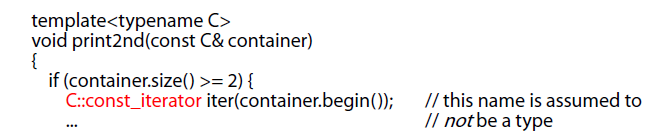 template<typename C>
void print2nd(const C& container)
{
if (container.size() >= 2) {
C::const_iterator iter(container.begin()); // this name is assumed to
... // not be a type